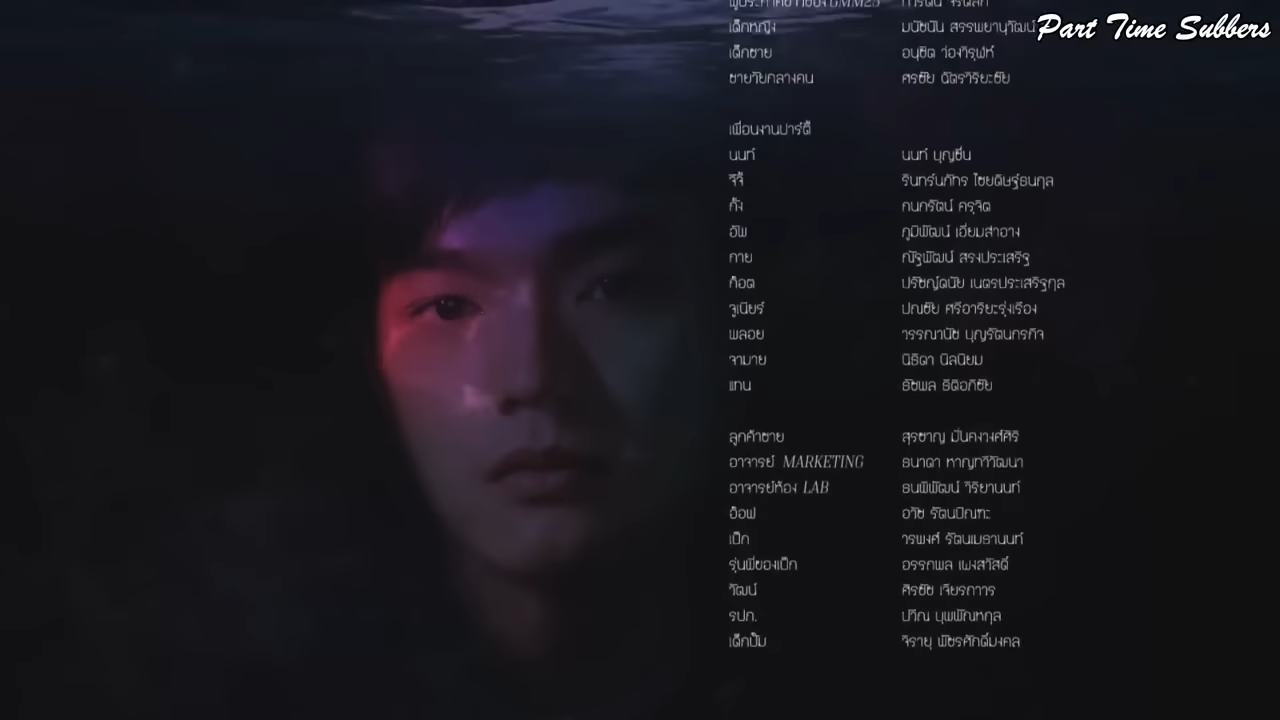 Part Time Subbers
เด็กหญิง มนัชนัน สรรพยานุวัฒน์
เด็กชาย อนุชิต ว่องวิรุฬห์
ชายวัยกลางคน ศรชัย ฉัตรวิริยะชัย
เพื่อนงานปาร์ตี้
นนท์ นนท์ บุญชื่น
จีจี้ รินทร์นภัทร ไชยดิษฐ์ธนกุล
กั้ง กนกรัตน์ ครุจิต
อัพ ภูมิพัฒน์ เอี่ยมสำอาง
กาย ณัฐพัฒน์ สรงประเสริฐ
ก็อต ปรัชญ์ดนัย เนตรประเสริฐกุล
จูเนียร์ ปณชัย ศรีอาริยะรุ่งเรือง
พลอย วรรณานัช บุญรัตนกรกิจ
จามาย นิธิดา นิลนิยม
แทน ธัชพล ธิติอภิชัย
ลูกค้าชาย สุรชาญ มั่นคงวงศ์ศิริ
อาจารย์ MARKETING ธนาดา หาญทวีวัฒนา
อาจารย์ห้อง LAB ธนพิพัฒน์ วิริยานนท์
อ๊อฟ อวัช รัตนปิณฑะ
เป๊ก วรพงศ์ รัตนเมธานนท์
รุ่นพี่ของเป๊ก อรรถพล เพงสวัสดิ์
วัฒน์ ศิรชัช เจียรถาวร
รปภ. ปวีณ บุพพัณหกุล
เด็กปั๊ม จิรายุ พัชรศักดิ์มงคล